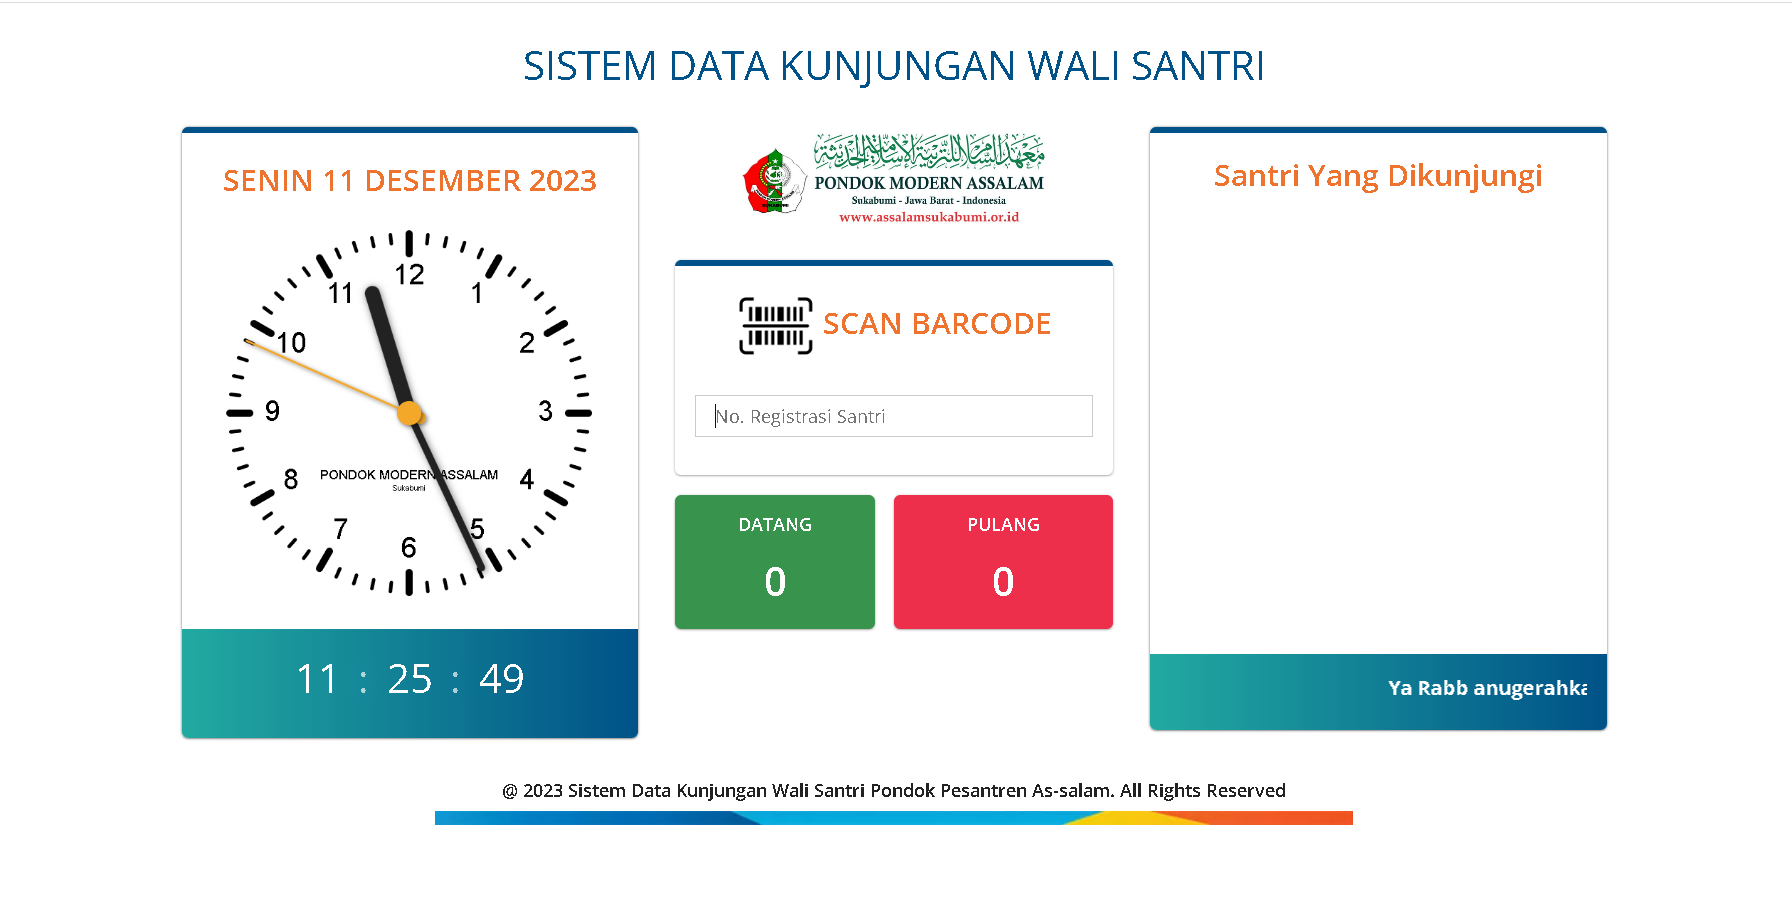 SISTEM DATA KUNJUNGAN WALI SANTRI
SENIN 11 DESEMBER 2023
12
1
2
3
4
5
6
7
8
9
10
11
PONDOK MODERN ASSALAM
Sukabumi
11 : 25 : 49
معهد السلام للتربية الإسلامية الحديثة
PONDOK MODERN ASSALAM
Sukabumi - Jawa Barat - Indonesia
www.assalamsukabumi.or.id
SCAN BARCODE
No. Registrasi Santri
DATANG
0
PULANG
0
Santri Yang Dikunjungi
Ya Rabb anugerahka
@ 2023 Sistem Data Kunjungan Wali Santri Pondok Pesantren As-salam. All Rights Reserved